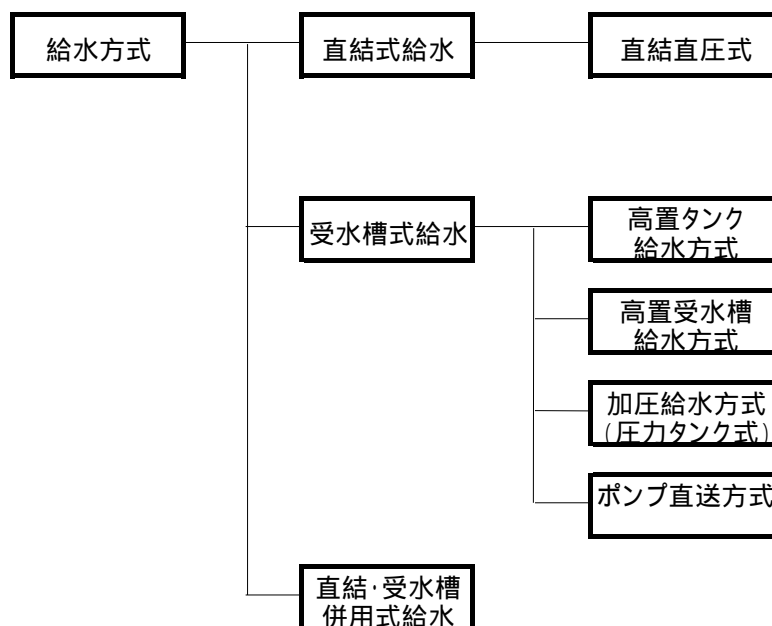 給水方式
直結式給水
直結直圧式
受水槽式給水
高置タンク
給水方式
高置受水槽
給水方式
加圧給水方式
(圧力タンク式)
ポンプ直送方式
直結・受水槽
併用式給水